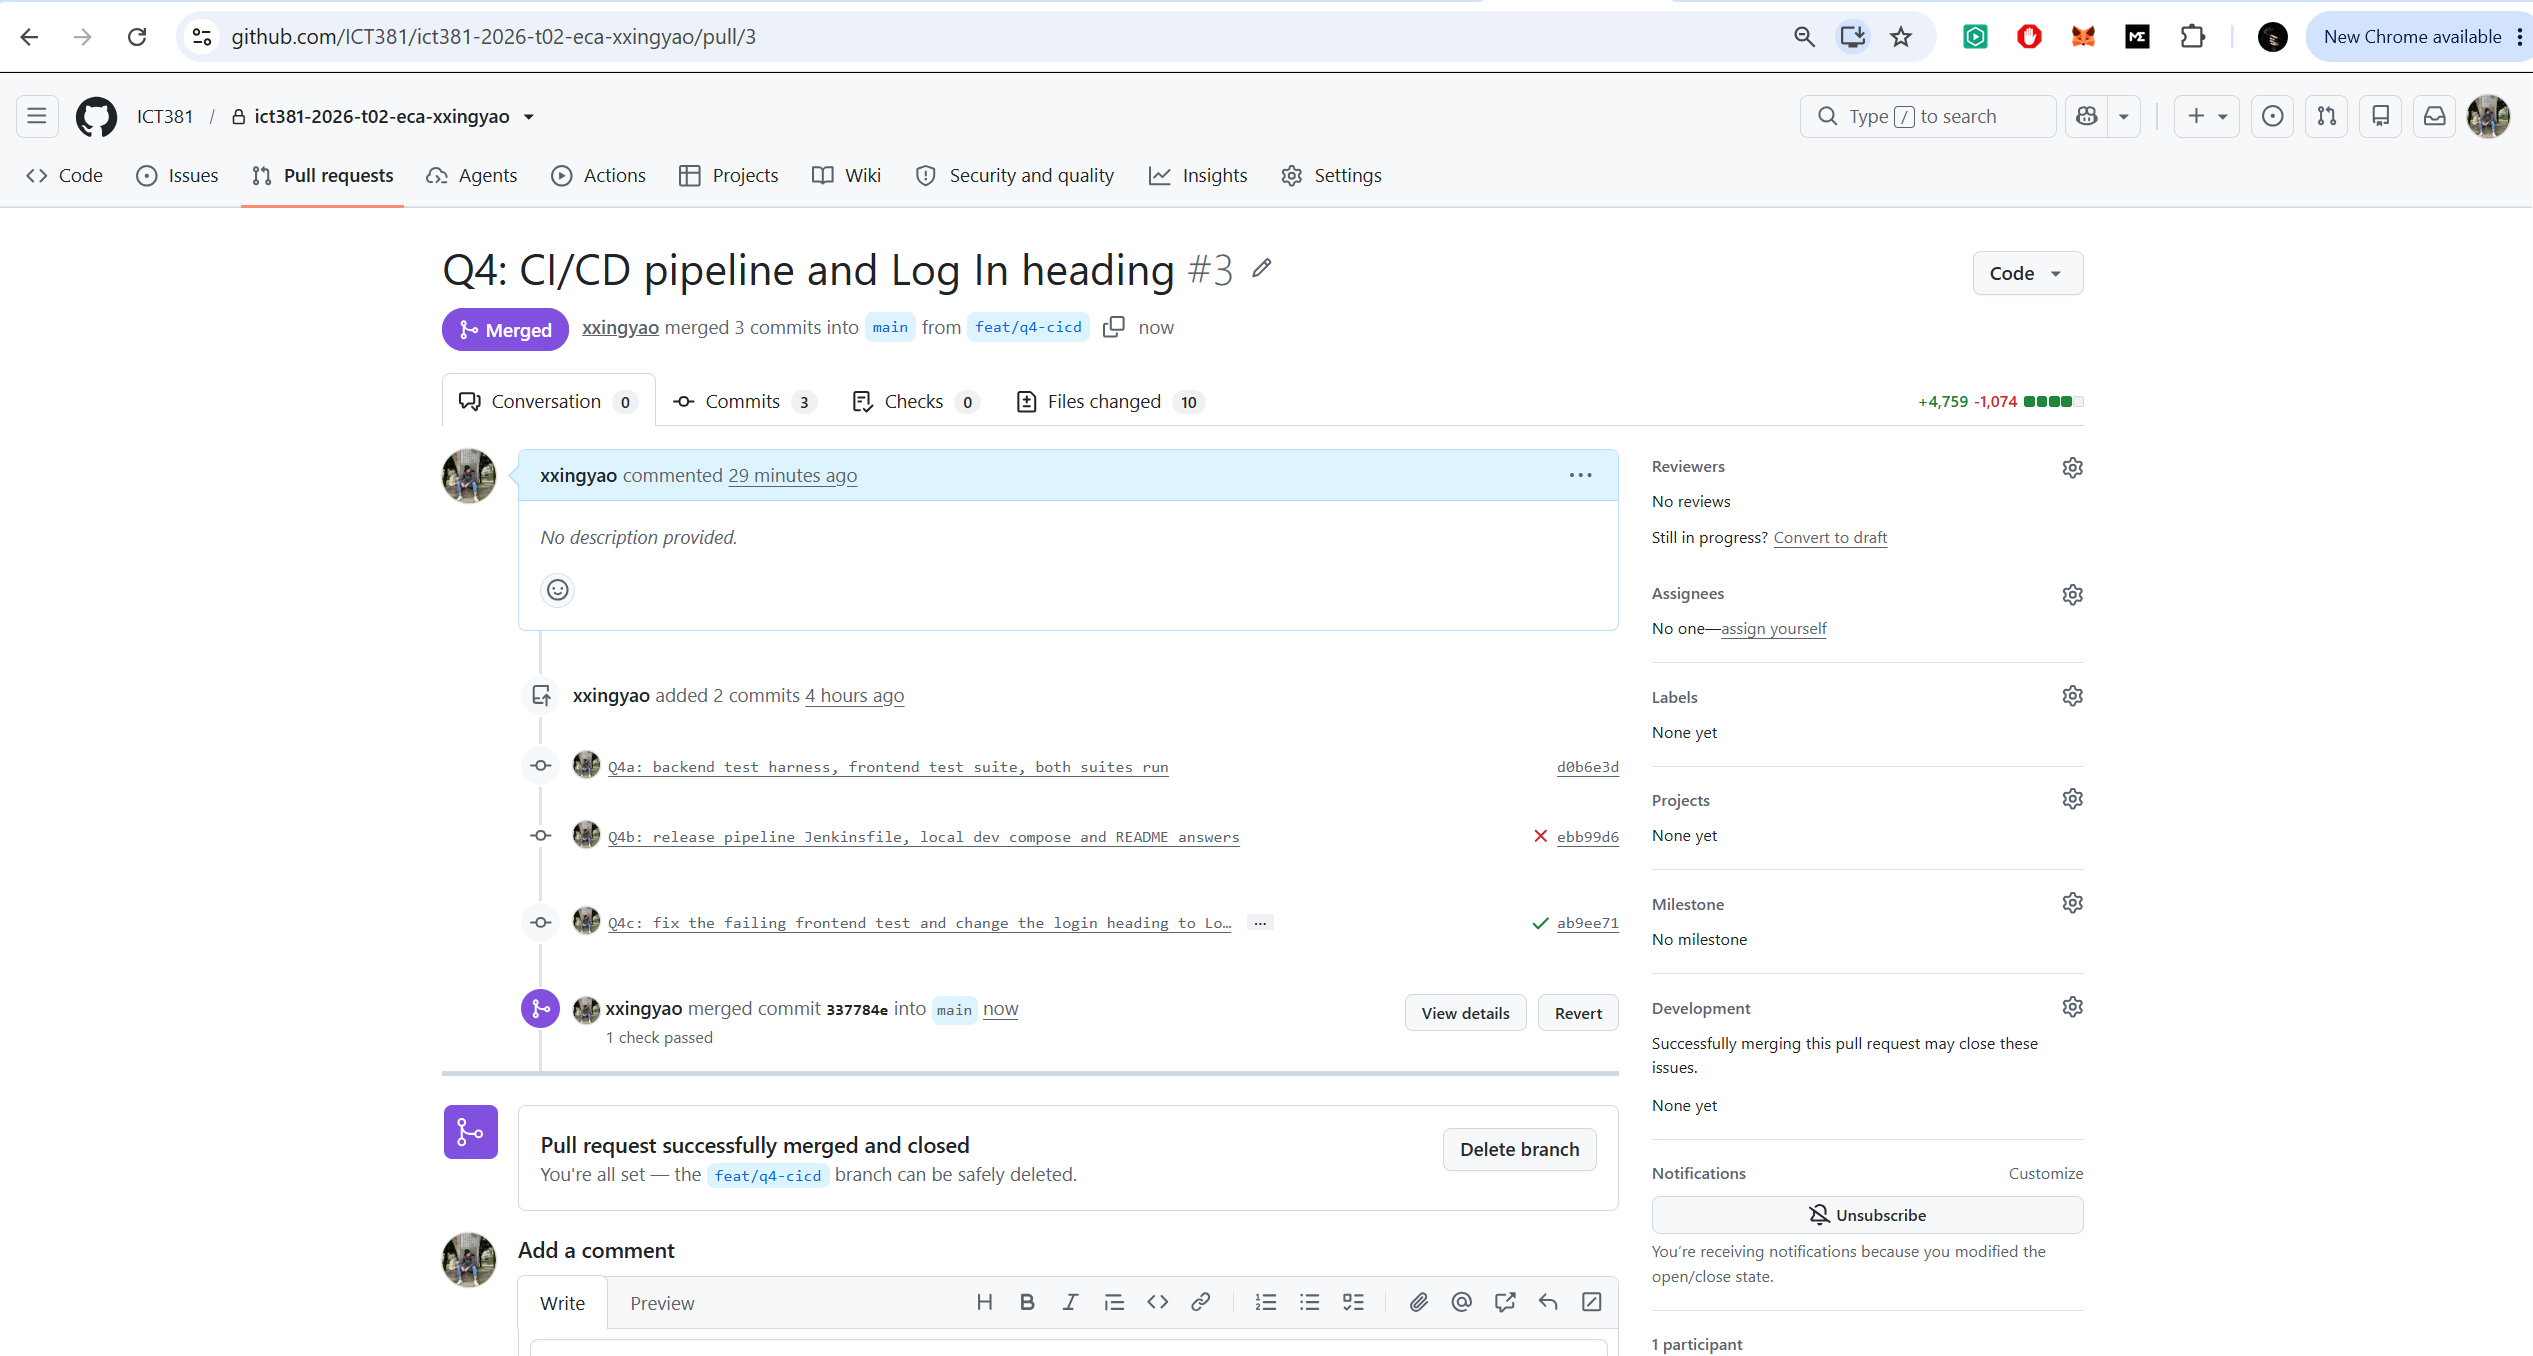 github.com/ICT381/ict381-2026-t02-eca-xxingyao/pull/3
New Chrome available
ICT381 / ict381-2026-t02-eca-xxingyao
Type / to search
Code Issues Pull requests Agents Actions Projects Wiki Security and quality Insights Settings
Q4: CI/CD pipeline and Log In heading #3
Code
Merged xxingyao merged 3 commits into main from feat/q4-cicd now
Conversation 0 Commits 3 Checks 0 Files changed 10
+4,759 -1,074
xxingyao commented 29 minutes ago
No description provided.
xxingyao added 2 commits 4 hours ago
Q4a: backend test harness, frontend test suite, both suites run d0b6e3d
Q4b: release pipeline Jenkinsfile, local dev compose and README answers ebb99d6
Q4c: fix the failing frontend test and change the login heading to Lo… ... ab9ee71
xxingyao merged commit 337784e into main now
1 check passed
View details Revert
Pull request successfully merged and closed
You're all set — the feat/q4-cicd branch can be safely deleted.
Delete branch
Add a comment
Write Preview
Reviewers
No reviews
Still in progress? Convert to draft
Assignees
No one—assign yourself
Labels
None yet
Projects
None yet
Milestone
No milestone
Development
Successfully merging this pull request may close these
issues.
None yet
Notifications Customize
Unsubscribe
You're receiving notifications because you modified the
open/close state.
1 participant